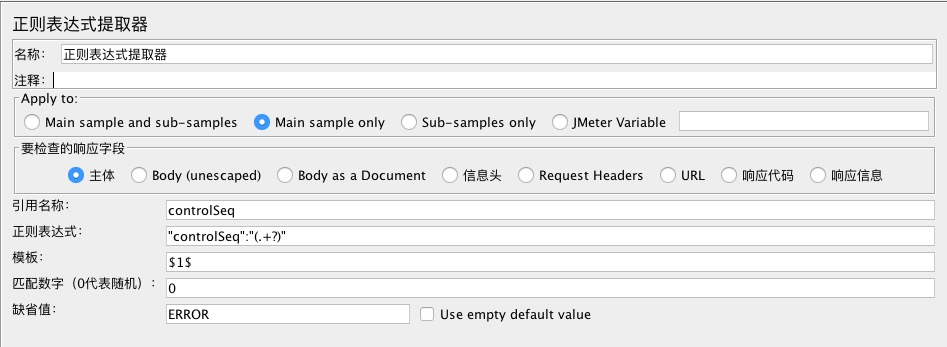 正则表达式提取器
名称： 正则表达式提取器
注释：
Apply to:
Main sample and sub-samples Main sample only Sub-samples only JMeter Variable
要检查的响应字段
主体 Body (unescaped) Body as a Document 信息头 Request Headers URL 响应代码 响应信息
引用名称： controlSeq
正则表达式： "controlSeq":"(.+?)"
模板： $1$
匹配数字（0代表随机）： 0
缺省值： ERROR Use empty default value